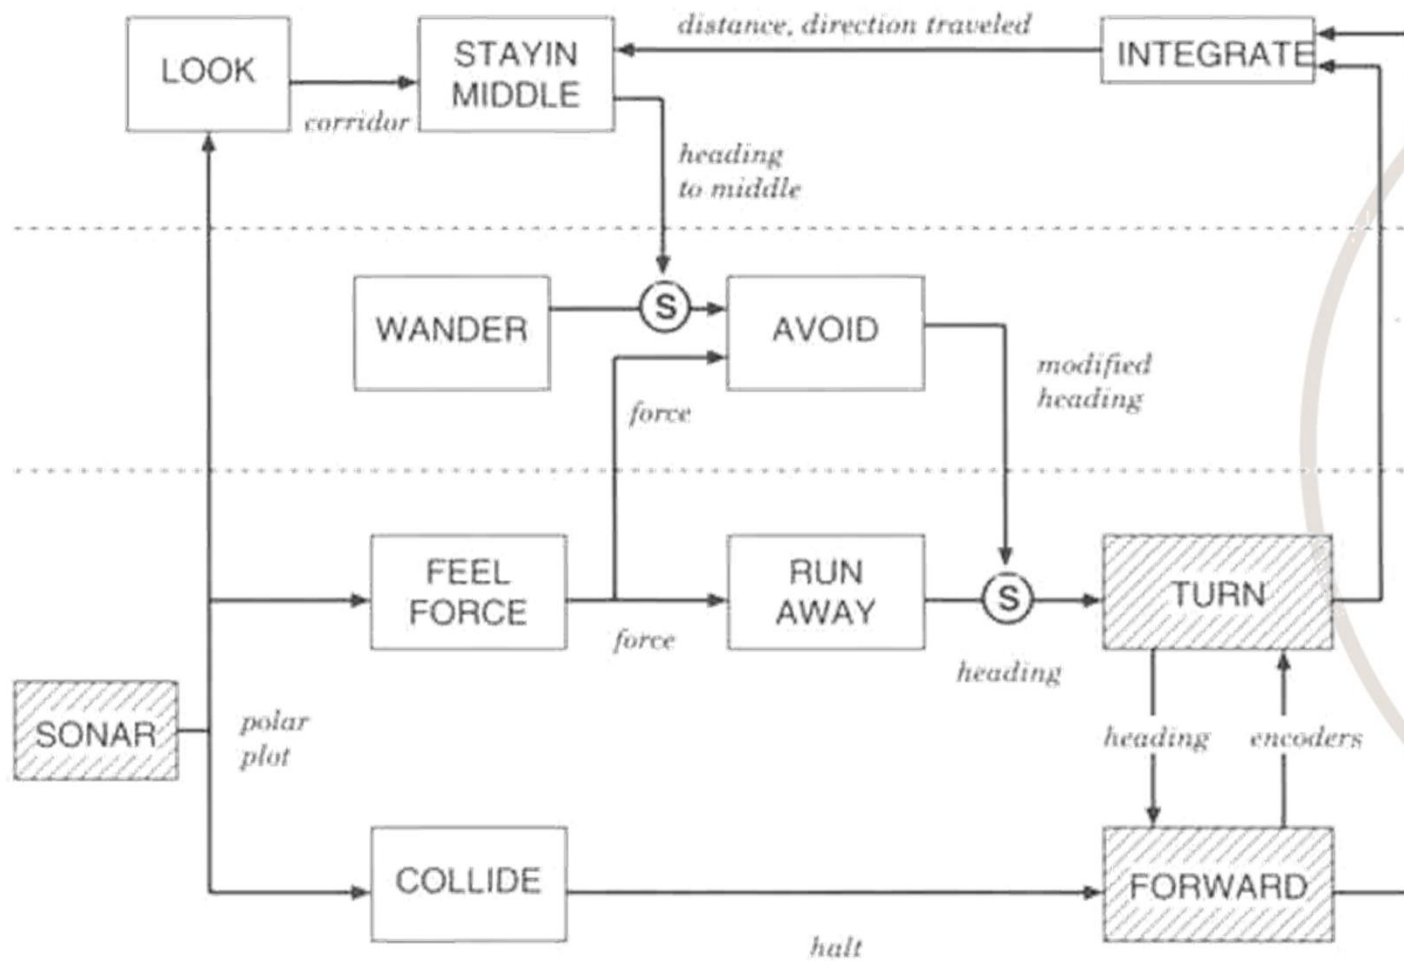 LOOK
STAYIN
MIDDLE
distance, direction traveled
INTEGRATE
corridor
heading
to middle
WANDER
S
AVOID
modified
heading
force
FEEL
FORCE
RUN
AWAY
S
TURN
force
heading
SONAR
polar
plot
heading
encoders
COLLIDE
FORWARD
halt